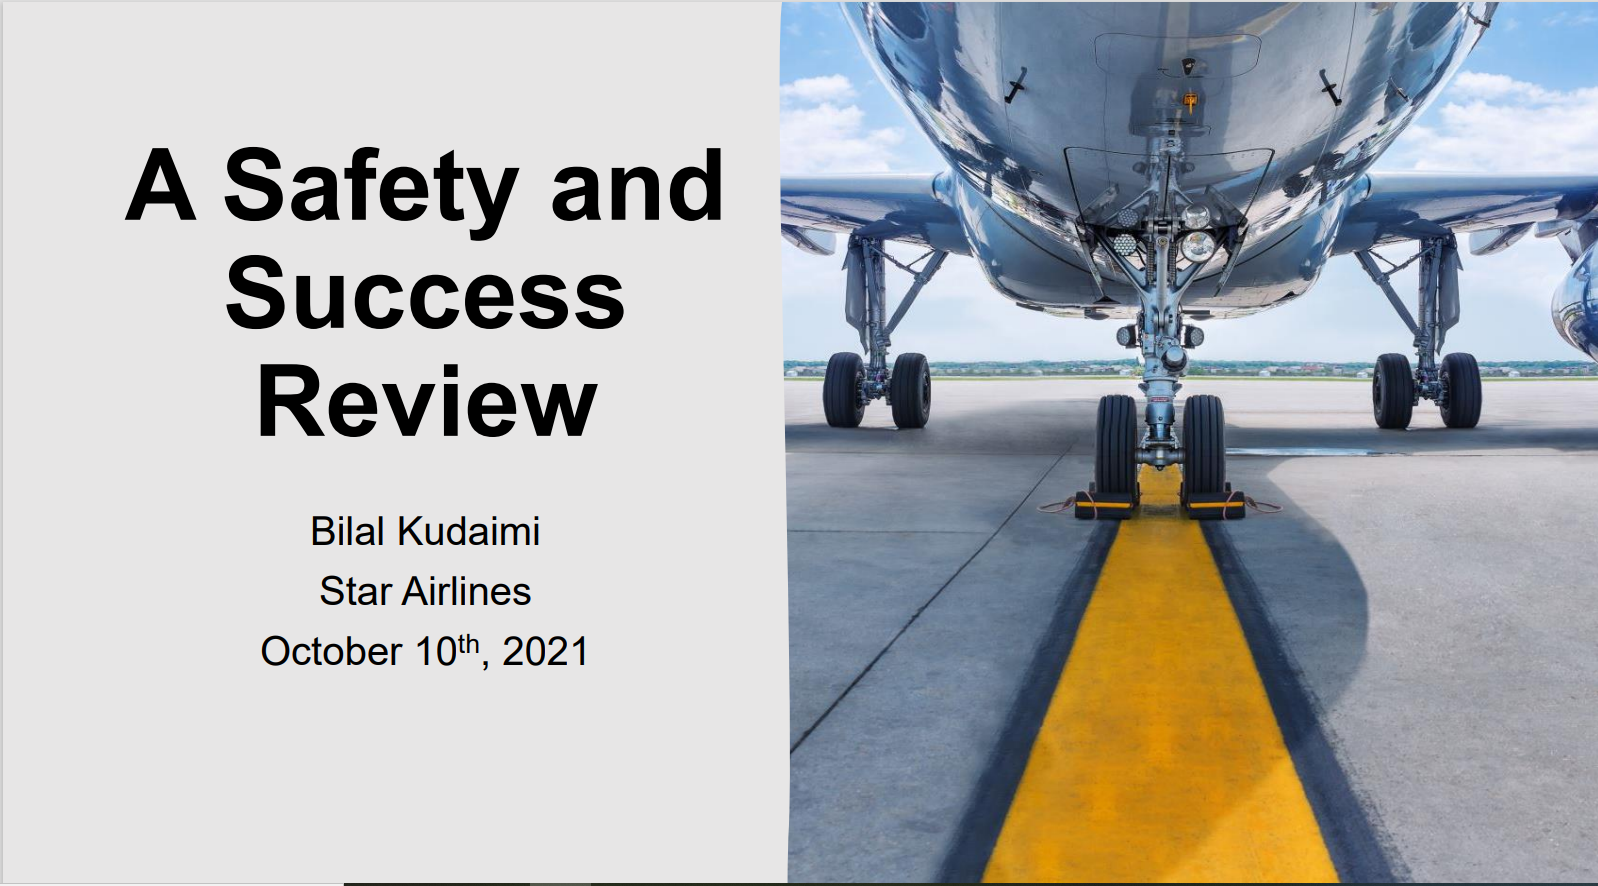 A Safety and
Success
Review
Bilal Kudaimi
Star Airlines
October 10th, 2021